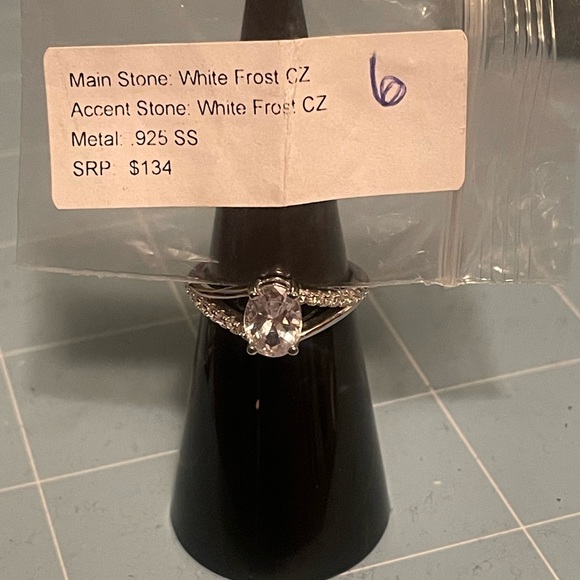 Main Stone: White Frost CZ
Accent Stone: White Frost CZ
Metal: .925 SS
SRP: $134
6